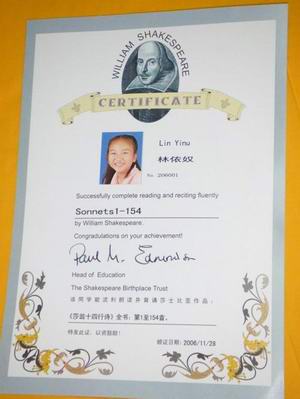 WILLIAM SHAKESPEARE
CERTIFICATE
Lin Yinu
林依奴
No 206001
Successfully complete reading and reciting fluently
Sonnets1-154
by William Shakespeare.
Congratulations on your achievement!
Paul M. Edmondson
Head of Education
The Shakespeare Birthplace Trust
该同学能流利朗读并背诵莎士比亚作品：
《莎翁十四行诗》全书：第1至154首。
特发此证，以资鼓励！
颁证日期：2006/11/28